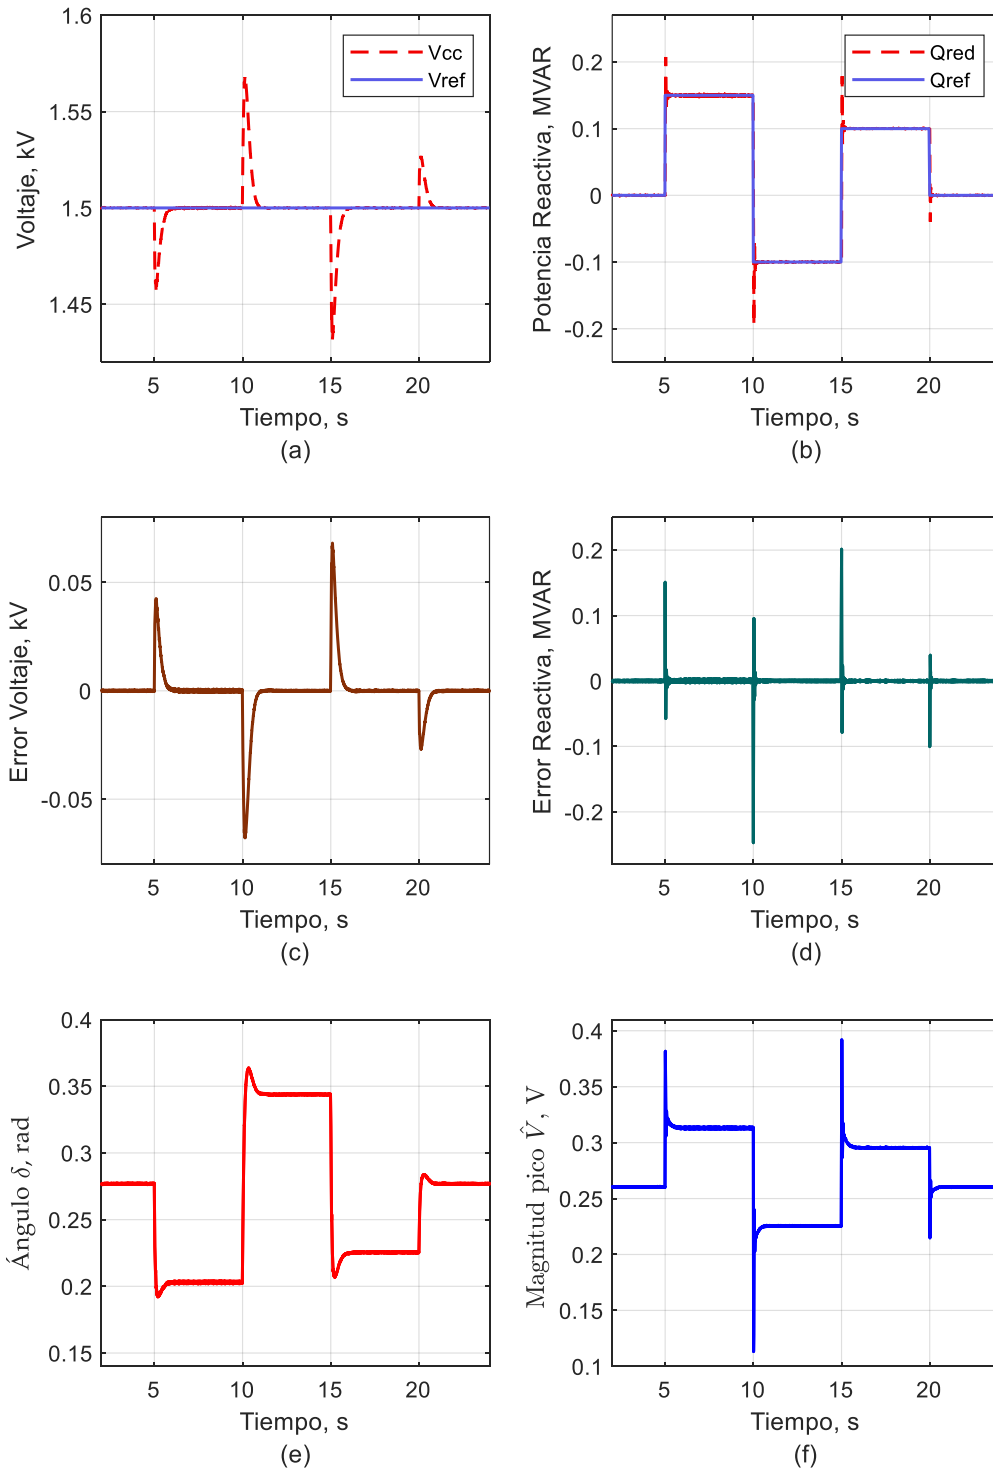 1.6
1.55
1.5
1.45
Voltaje, kV
Vcc
Vref
5 10 15 20
Tiempo, s
(a)
0.2
0.1
0
-0.1
-0.2
Potencia Reactiva, MVAR
Qred
Qref
5 10 15 20
Tiempo, s
(b)
0.05
0
-0.05
Error Voltaje, kV
5 10 15 20
Tiempo, s
(c)
0.2
0.1
0
-0.1
-0.2
Error Reactiva, MVAR
5 10 15 20
Tiempo, s
(d)
0.4
0.35
0.3
0.25
0.2
0.15
Ángulo δ, rad
5 10 15 20
Tiempo, s
(e)
0.4
0.35
0.3
0.25
0.2
0.15
0.1
Magnitud pico V̂, V
5 10 15 20
Tiempo, s
(f)